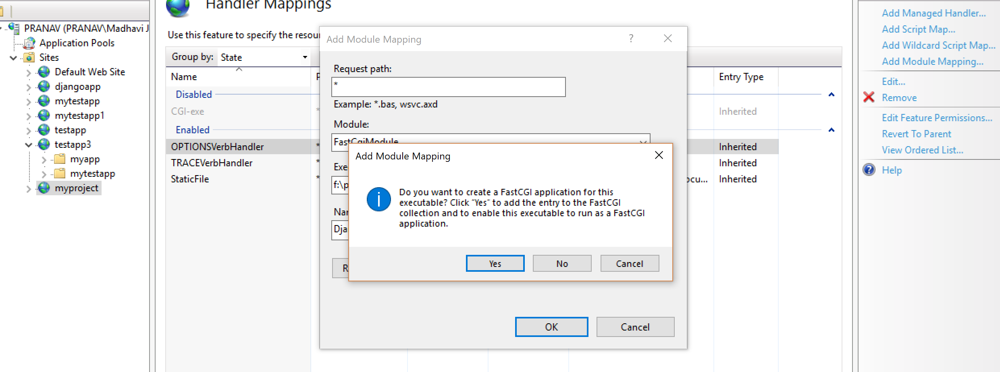 Handler Mappings
PRANAV (PRANAV\Madhavi J
Application Pools
Sites
Default Web Site
djangoapp
mytestapp
mytestapp1
testapp
testapp3
myapp
mytestapp
myproject
Use this feature to specify the resou
Group by: State
Name
Entry Type
Disabled
CGI-exe
*
Inherited
Enabled
OPTIONSVerbHandler
*
Inherited
TRACEVerbHandler
*
Inherited
StaticFile
*
ocu...
Inherited
Add Module Mapping
?
Request path:
*
Example: *.bas, wsvc.axd
Module:
FastCgiModule
Exe
f:\p
Nam
Dja
R
OK
Cancel
Add Module Mapping
Do you want to create a FastCGI application for this
executable? Click "Yes" to add the entry to the FastCGI
collection and to enable this executable to run as a FastCGI
application.
Yes
No
Cancel
Add Managed Handler...
Add Script Map...
Add Wildcard Script Map...
Add Module Mapping...
Edit...
Remove
Edit Feature Permissions...
Revert To Parent
View Ordered List...
Help